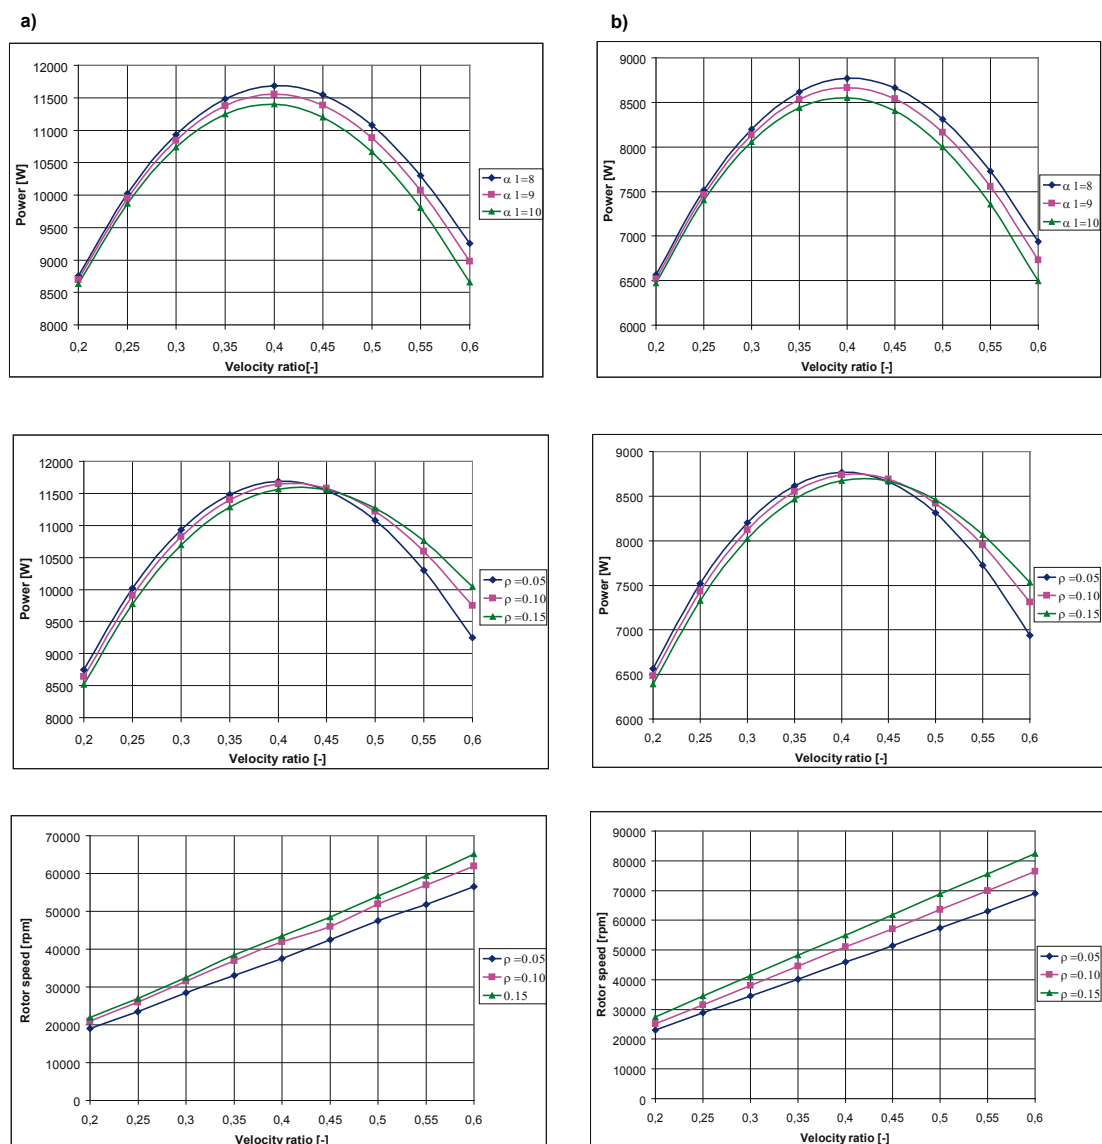 a)
b)
12000
11500
11000
10500
10000
9500
9000
8500
8000
Power [W]
0,2 0,25 0,3 0,35 0,4 0,45 0,5 0,55 0,6
Velocity ratio[-]
α 1=8
α 1=9
α 1=10
9000
8500
8000
7500
7000
6500
6000
Power [W]
0,2 0,25 0,3 0,35 0,4 0,45 0,5 0,55 0,6
Velocity ratio [-]
α 1=8
α 1=9
α 1=10
12000
11500
11000
10500
10000
9500
9000
8500
8000
Power [W]
0,2 0,25 0,3 0,35 0,4 0,45 0,5 0,55 0,6
Velocity ratio [-]
ρ =0.05
ρ =0.10
ρ =0.15
9000
8500
8000
7500
7000
6500
6000
Power [W]
0,2 0,25 0,3 0,35 0,4 0,45 0,5 0,55 0,6
Velocity ratio [-]
ρ =0.05
ρ =0.10
ρ =0.15
70000
60000
50000
40000
30000
20000
10000
0
Rotor speed [rpm]
0,2 0,25 0,3 0,35 0,4 0,45 0,5 0,55 0,6
Velocity ratio [-]
ρ =0.05
ρ =0.10
0.15
90000
80000
70000
60000
50000
40000
30000
20000
10000
0
Rotor speed [rpm]
0,2 0,25 0,3 0,35 0,4 0,45 0,5 0,55 0,6
Velocity ratio [-]
ρ =0.05
ρ =0.10
ρ =0.15